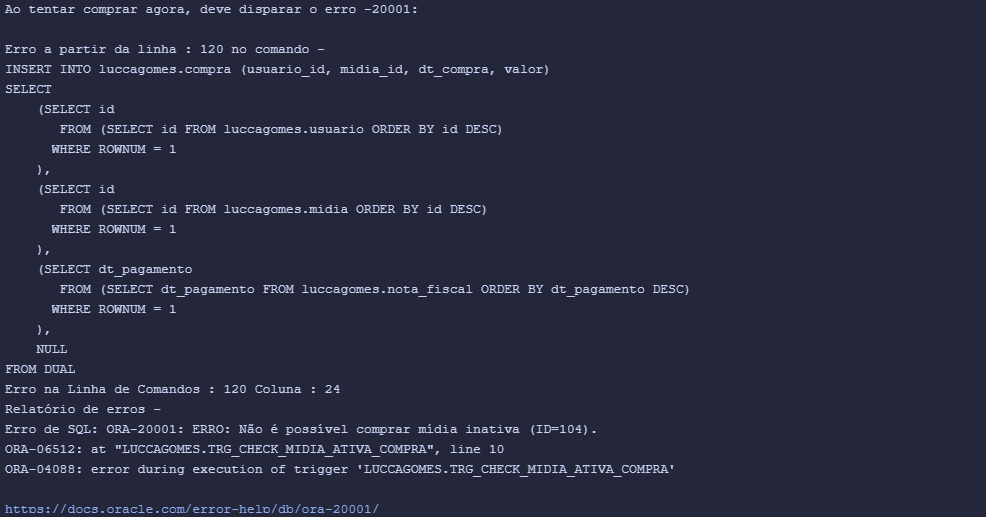 Ao tentar comprar agora, deve disparar o erro -20001:
Erro a partir da linha : 120 no comando -
INSERT INTO luccagomes.compra (usuario_id, midia_id, dt_compra, valor)
SELECT
(SELECT id
FROM (SELECT id FROM luccagomes.usuario ORDER BY id DESC)
WHERE ROWNUM = 1
),
(SELECT id
FROM (SELECT id FROM luccagomes.midia ORDER BY id DESC)
WHERE ROWNUM = 1
),
(SELECT dt_pagamento
FROM (SELECT dt_pagamento FROM luccagomes.nota_fiscal ORDER BY dt_pagamento DESC)
WHERE ROWNUM = 1
),
NULL
FROM DUAL
Erro na Linha de Comandos : 120 Coluna : 24
Relatório de erros -
Erro de SQL: ORA-20001: ERRO: Não é possível comprar mídia inativa (ID=104).
ORA-06512: at "LUCCAGOMES.TRG_CHECK_MIDIA_ATIVA_COMPRA", line 10
ORA-04088: error during execution of trigger 'LUCCAGOMES.TRG_CHECK_MIDIA_ATIVA_COMPRA'
https://docs.oracle.com/error-help/db/ora-20001/